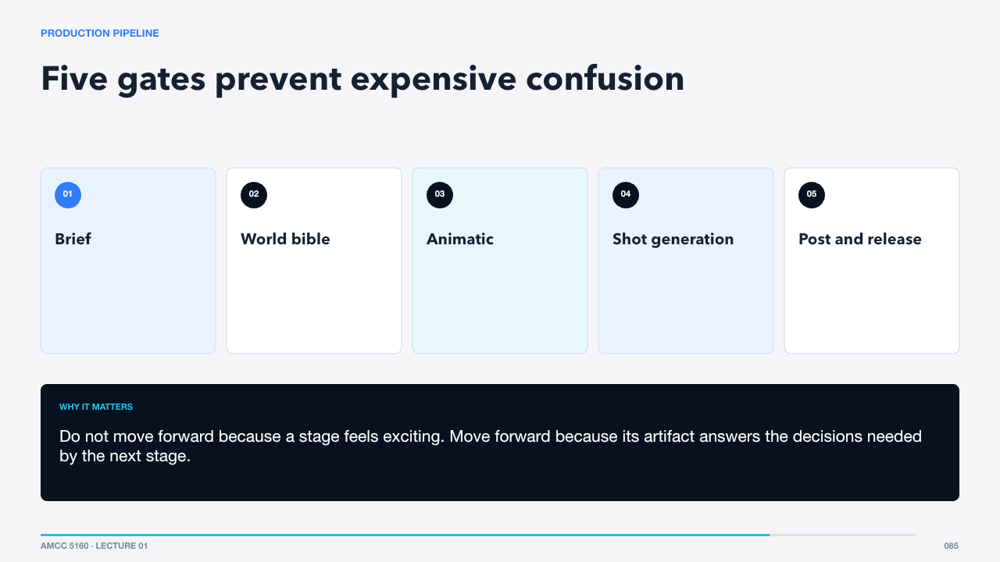 PRODUCTION PIPELINE
Five gates prevent expensive confusion
01
Brief
02
World bible
03
Animatic
04
Shot generation
05
Post and release
WHY IT MATTERS
Do not move forward because a stage feels exciting. Move forward because its artifact answers the decisions needed
by the next stage.
AMCC 5160 · LECTURE 01
085